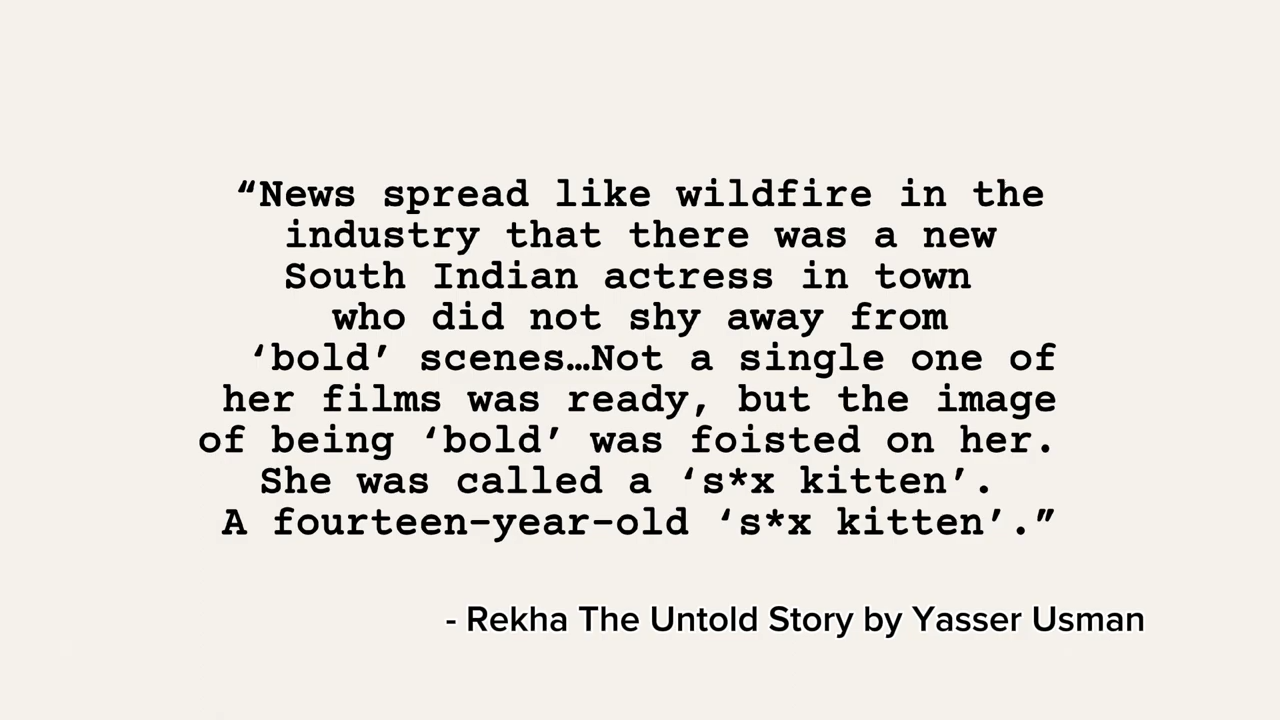 “News spread like wildfire in the
industry that there was a new
South Indian actress in town
who did not shy away from
‘bold’ scenes…Not a single one of
her films was ready, but the image
of being ‘bold’ was foisted on her.
She was called a ‘s*x kitten’.
A fourteen-year-old ‘s*x kitten’.”
- Rekha The Untold Story by Yasser Usman